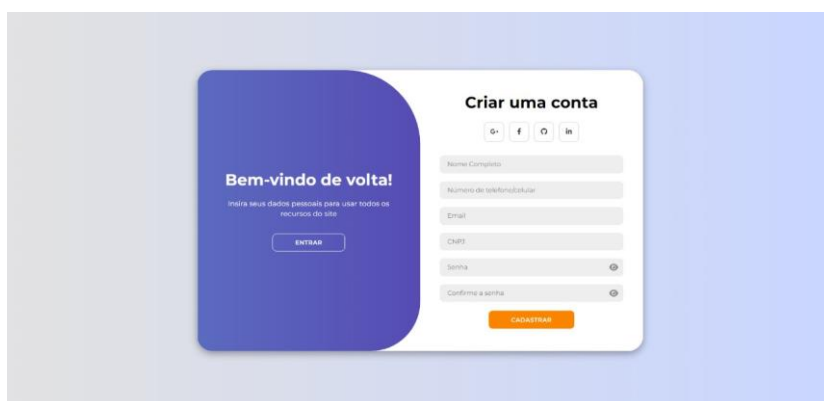 Bem-vindo de volta!
Insira seus dados pessoais para usar todos os
recursos do site
ENTRAR
Criar uma conta
G+ f in
Nome Completo
Número de telefone/celular
Email
CNPJ
Senha
Confirme a senha
CADASTRAR